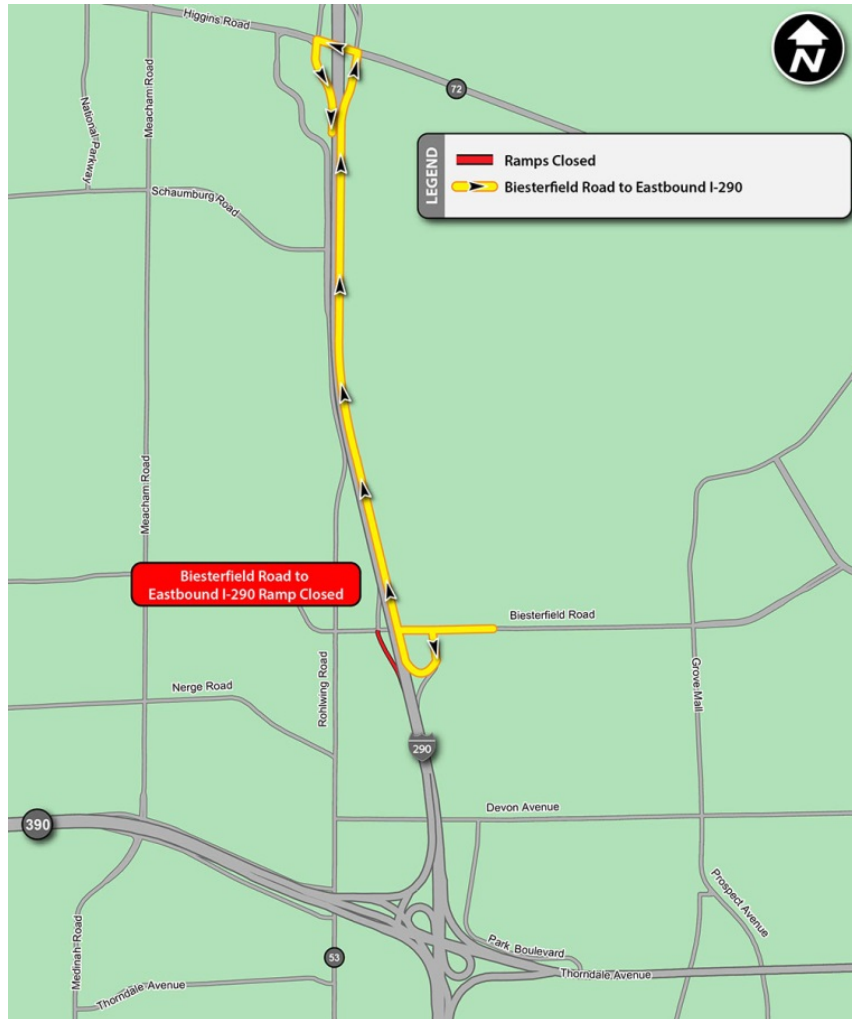 Higgins Road
N
Meacham Road
National Parkway
72
LEGEND
Ramps Closed
Biesterfield Road to Eastbound I-290
Schaumburg Road
Meacham Road
Biesterfield Road to
Eastbound I-290 Ramp Closed
Biesterfield Road
Rohlwing Road
Grove Mall
Nerge Road
290
Devon Avenue
390
Prospect Avenue
Medinah Road
Park Boulevard
53
Thorndale Avenue
Thorndale Avenue